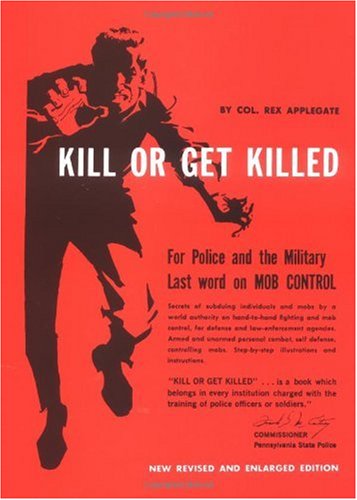 BY COL. REX APPLEGATE
KILL OR GET KILLED
For Police and the Military
Last word on MOB CONTROL
Secrets of subduing individuals and mobs by a
world authority on hand-to-hand fighting and mob
control, for defense and law-enforcement agencies.
Armed and unarmed personal combat, self defense,
controlling mobs. Step-by-step illustrations and
instructions.
"KILL OR GET KILLED" . . . is a book which
belongs in every institution charged with the
training of police officers or soldiers."
COMMISSIONER
Pennsylvania State Police
NEW REVISED AND ENLARGED EDITION